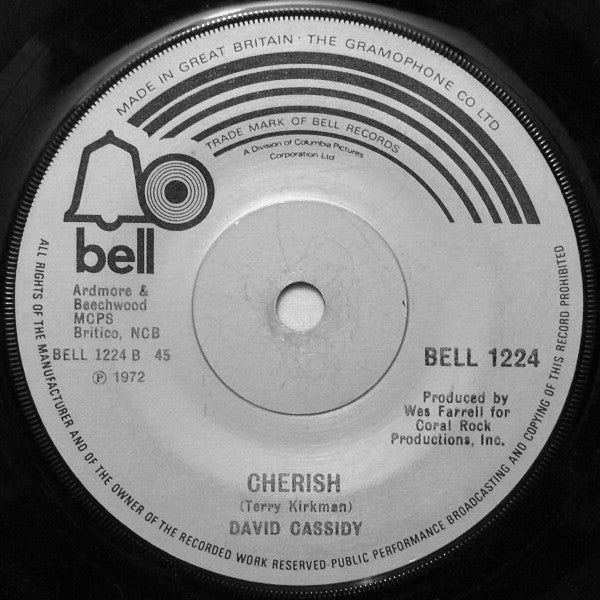 MADE IN GREAT BRITAIN · THE GRAMOPHONE CO LTD
TRADE MARK OF BELL RECORDS
A Division of Columbia Pictures
Corporation Ltd
bell
Ardmore &
Beechwood
MCPS
Britico, NCB
BELL 1224 B 45
℗ 1972
BELL 1224
Produced by
Wes Farrell for
Coral Rock
Productions, Inc.
CHERISH
(Terry Kirkman)
DAVID CASSIDY
ALL RIGHTS OF THE MANUFACTURER AND OF THE OWNER OF THE RECORDED WORK RESERVED·PUBLIC PERFORMANCE BROADCASTING AND COPYING OF THIS RECORD PROHIBITED